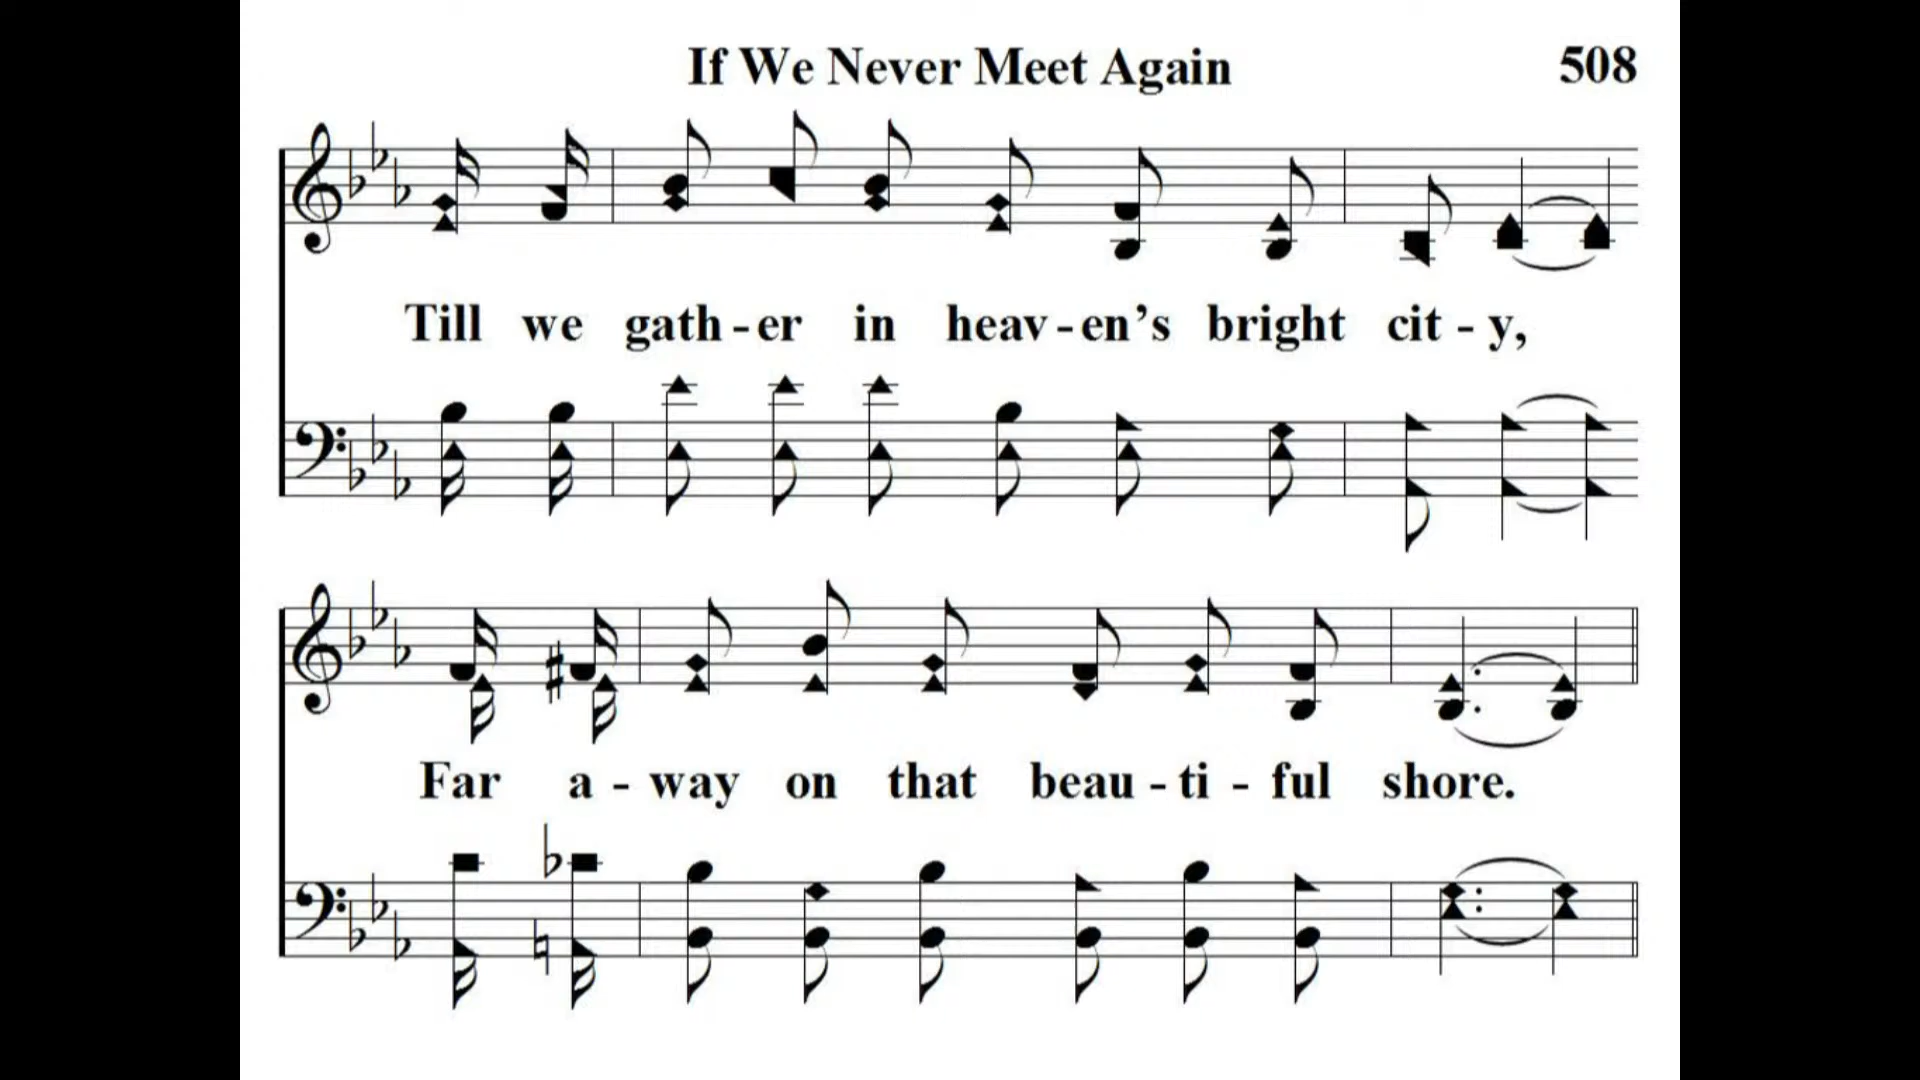 If We Never Meet Again 508
Till we gath-er in heav-en's bright cit-y,
Far a-way on that beau-ti-ful shore.